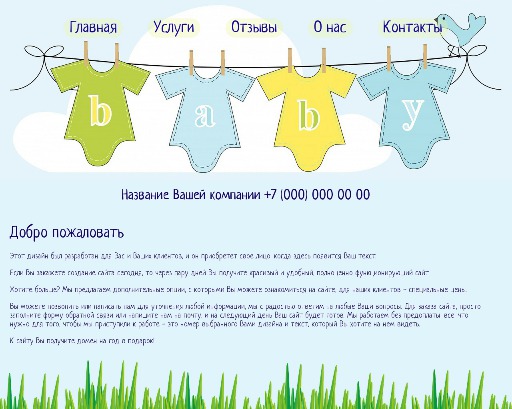 Главная Услуги Отзывы О нас Контакты
b a b y
Название Вашей компании +7 (000) 000 00 00
Добро пожаловать
Этот дизайн был разработан для Вас и Ваших клиентов, и он приобретет свое лицо, когда здесь появится Ваш текст.
Если Вы закажете создание сайта сегодня, то через пару дней Вы получите красивый и удобный, полноценно функционирующий сайт.
Хотите больше? Мы предлагаем дополнительные опции, с которыми Вы можете ознакомиться на сайте, для наших клиентов – специальные цены.
Вы можете позвонить или написать нам для уточнения любой информации, мы с радостью ответим на любые Ваши вопросы. Для заказа сайта, просто
заполните форму обратной связи или напишите нам на почту, и на следующий день Ваш сайт будет готов. Мы работаем без предоплаты, все, что
нужно для того, чтобы мы приступили к работе - это номер выбранного Вами дизайна и текст, который Вы хотите на нем видеть.
К сайту Вы получите домен на год в подарок!